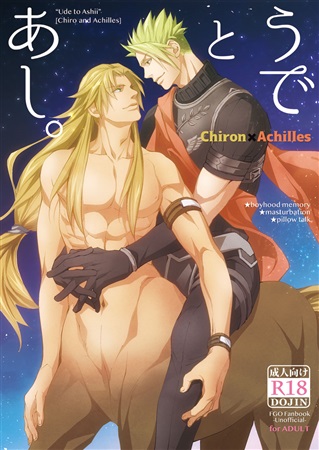 "Ude to Ashi"
[Chiro and Achilles]
うで
と
あし。
Chiron×Achilles
★boyhood memory
★masturbation
★pillow talk
成人向け
R18
DOJIN
FGO Fanbook
-Unofficial-
for ADULT